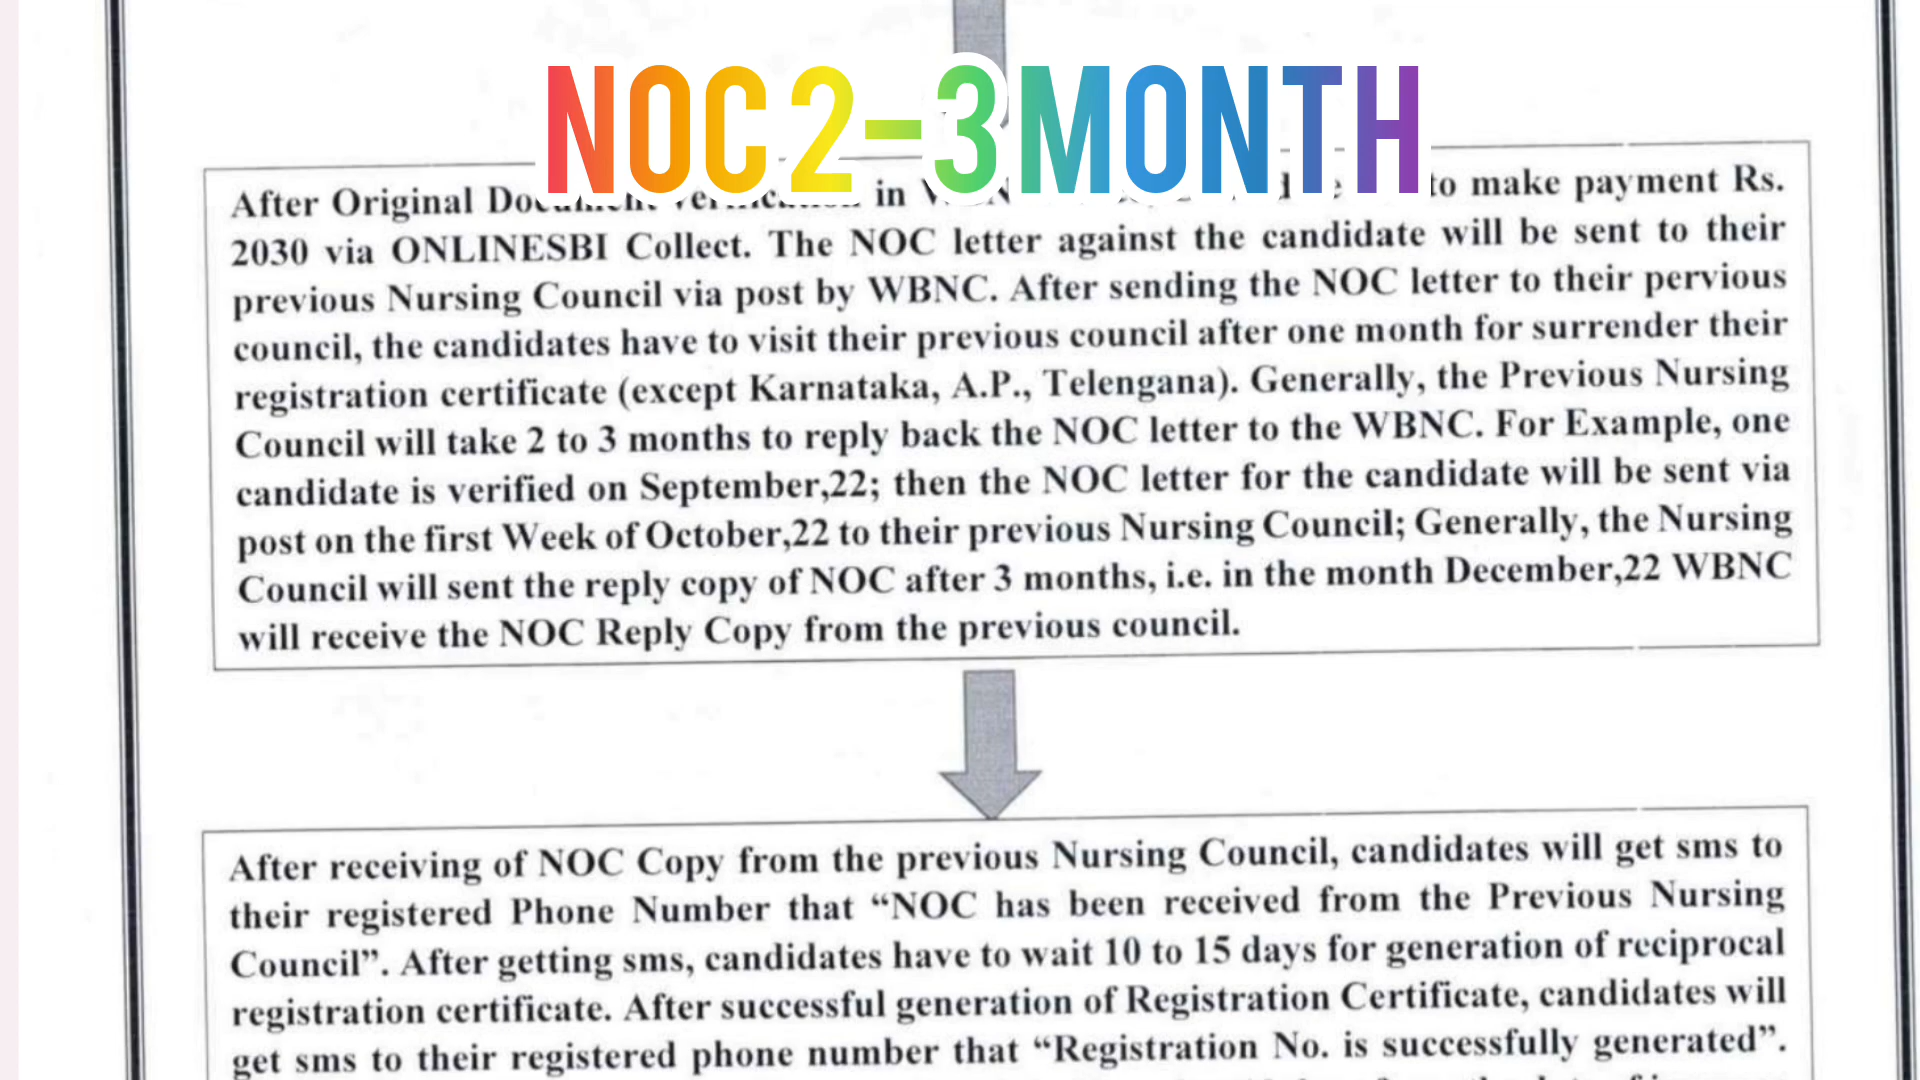 NOC 2-3 MONTH
After Original in to make payment Rs.
2030 via ONLINESBI Collect. The NOC letter against the candidate will be sent to their
previous Nursing Council via post by WBNC. After sending the NOC letter to their pervious
council, the candidates have to visit their previous council after one month for surrender their
registration certificate (except Karnataka, A.P., Telengana). Generally, the Previous Nursing
Council will take 2 to 3 months to reply back the NOC letter to the WBNC. For Example, one
candidate is verified on September,22; then the NOC letter for the candidate will be sent via
post on the first Week of October,22 to their previous Nursing Council; Generally, the Nursing
Council will sent the reply copy of NOC after 3 months, i.e. in the month December,22 WBNC
will receive the NOC Reply Copy from the previous council.
After receiving of NOC Copy from the previous Nursing Council, candidates will get sms to
their registered Phone Number that “NOC has been received from the Previous Nursing
Council”. After getting sms, candidates have to wait 10 to 15 days for generation of reciprocal
registration certificate. After successful generation of Registration Certificate, candidates will
get sms to their registered phone number that “Registration No. is successfully generated”.